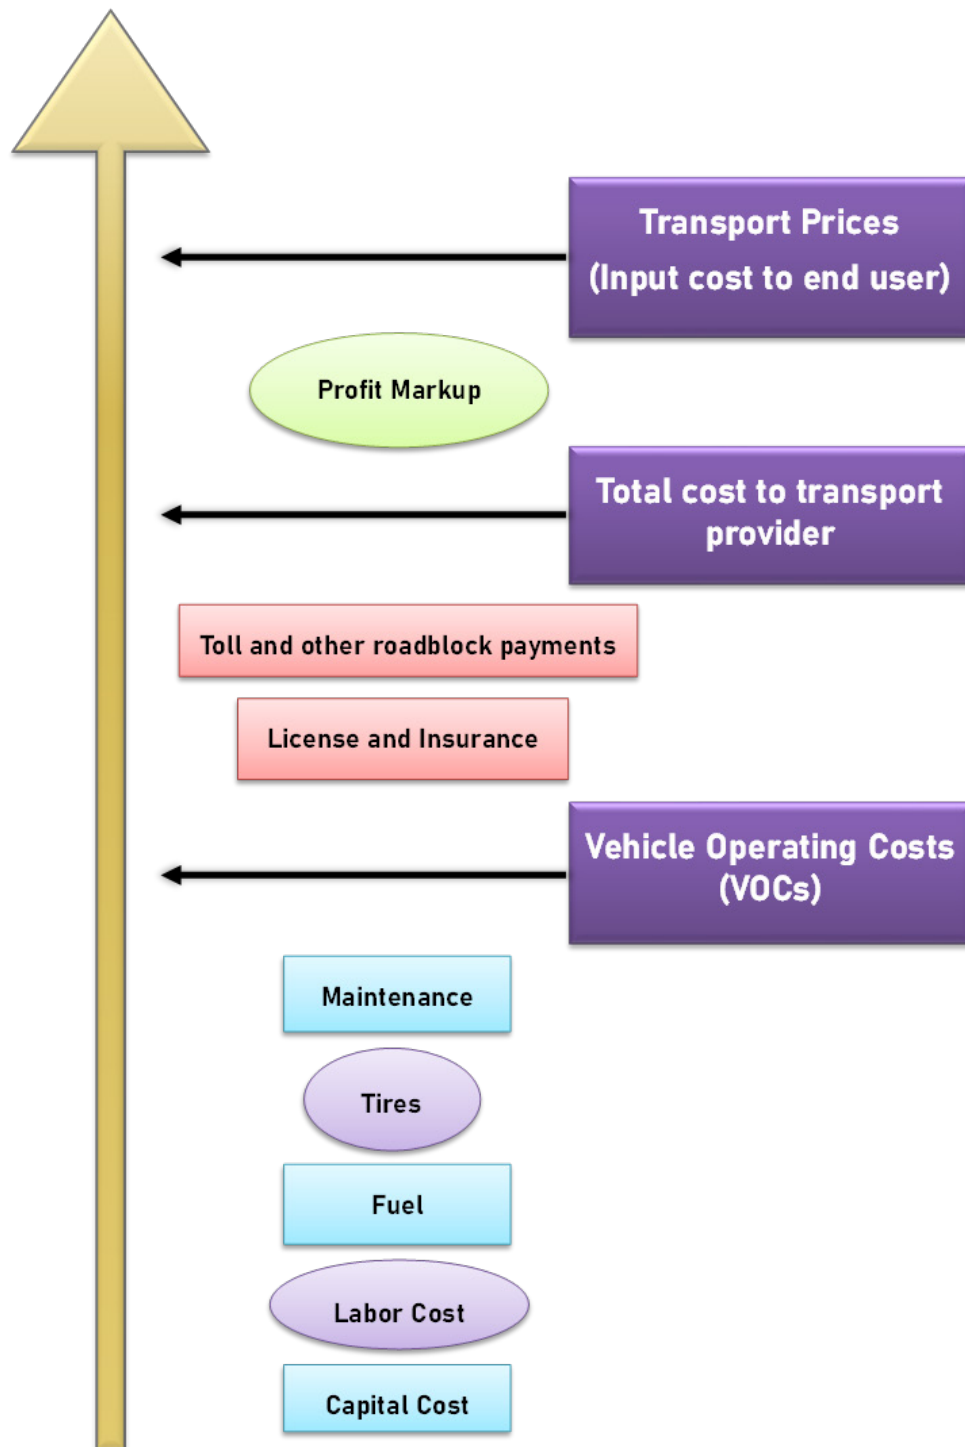 Transport Prices
(Input cost to end user)
Profit Markup
Total cost to transport
provider
Toll and other roadblock payments
License and Insurance
Vehicle Operating Costs
(VOCs)
Maintenance
Tires
Fuel
Labor Cost
Capital Cost